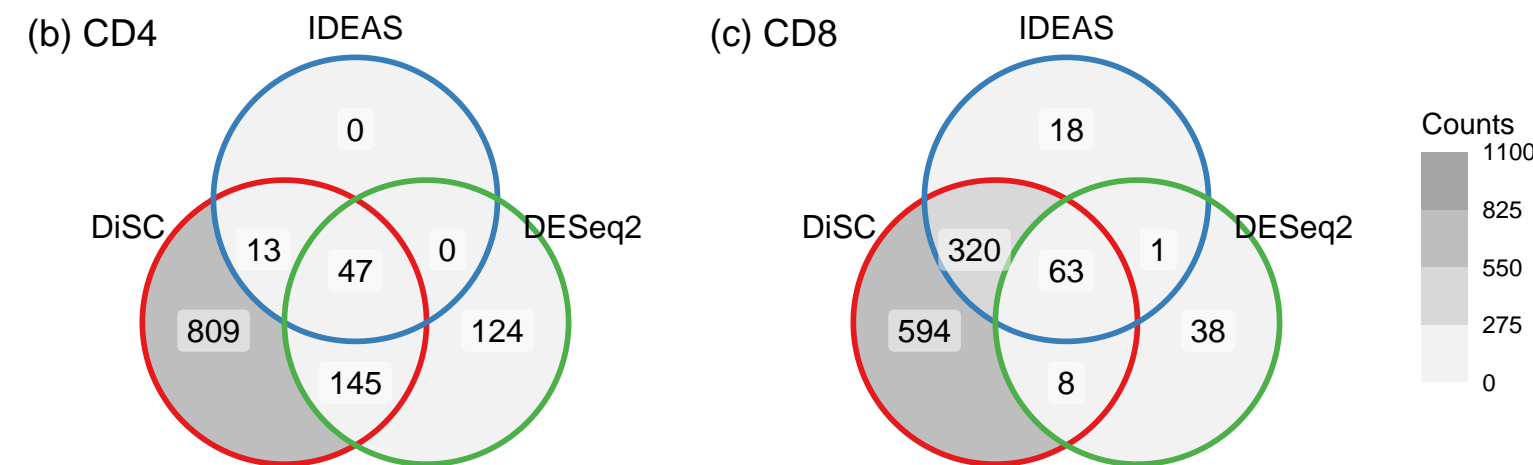 (b) CD4
IDEAS
DiSC
DESeq2
0
13
47
0
809
124
145
(c) CD8
IDEAS
DiSC
DESeq2
18
320
63
1
594
38
8
Counts
1100
825
550
275
0